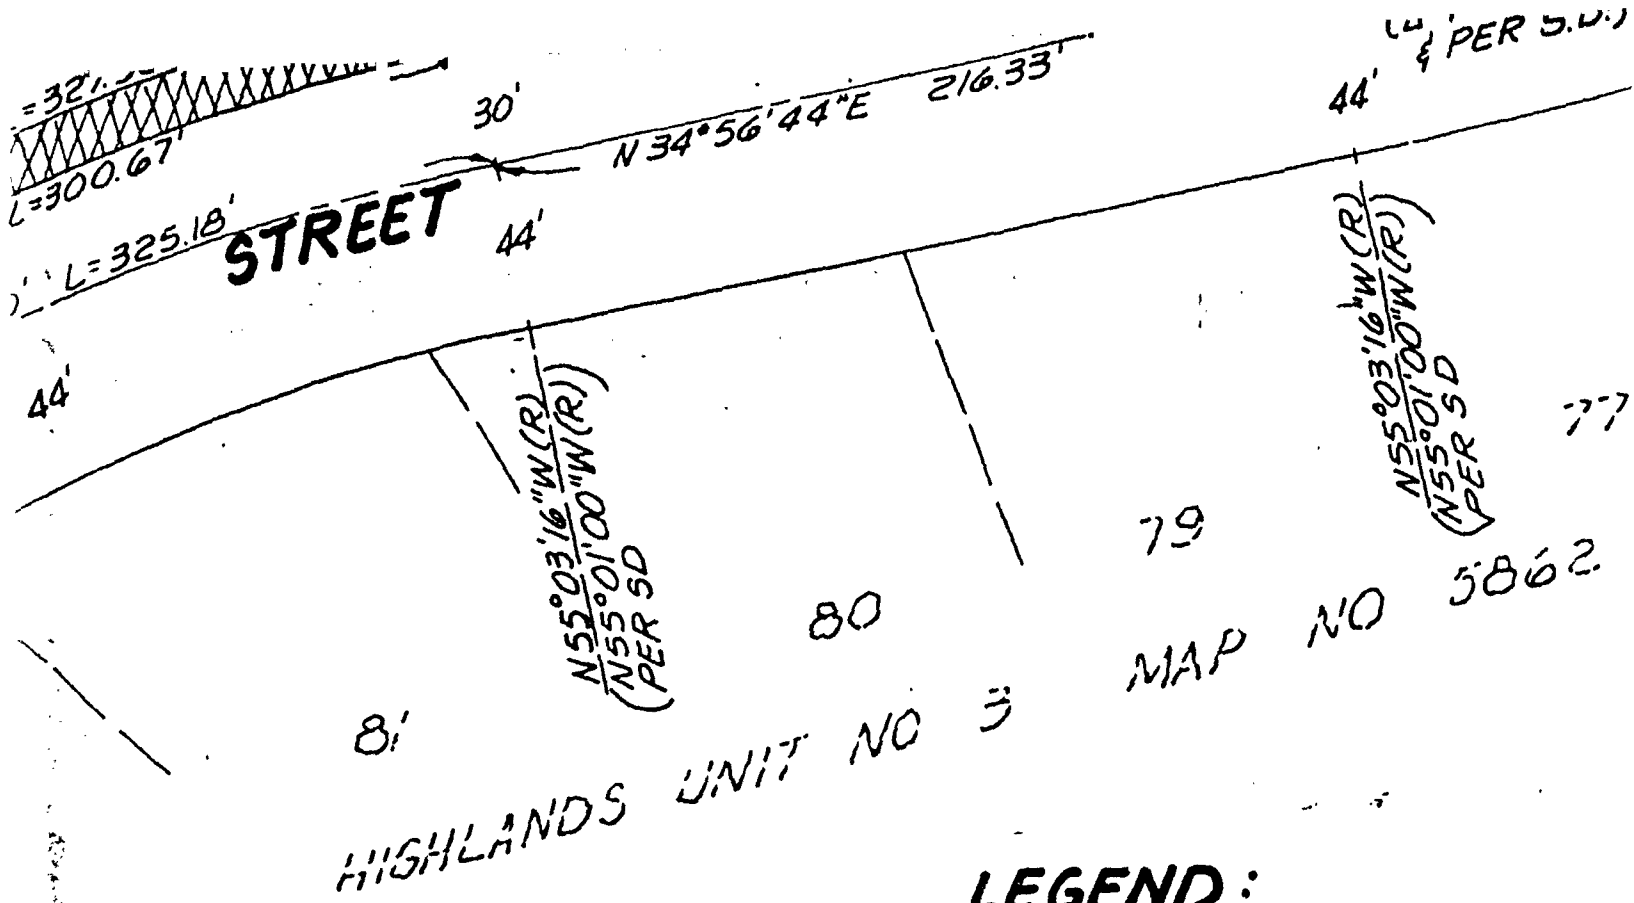 & PER S.D.)
44'
216.33'
30'
N 34°56'44"E
L=300.67'
L=325.18'
STREET
44'
44'
N55°03'16"W(R)
(N55°01'00"W(R)
PER SD)
N55°03'16"W(R)
(N55°01'00"W(R)
PER SD)
77
79
80
81
HIGHLANDS UNIT NO 3 MAP NO 5862
LEGEND: